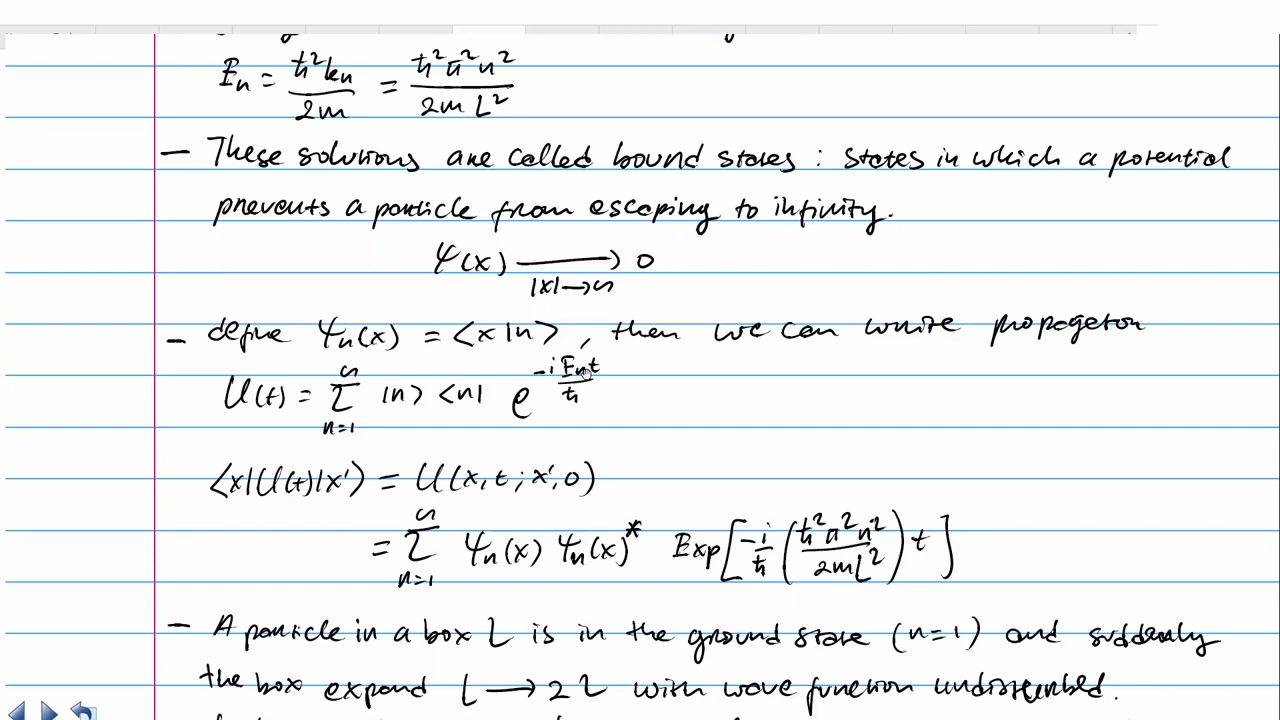 Eₙ = ħ²kₙ / 2m = ħ²π²n² / 2mL²
— These solutions are called bound states : states in which a potential
prevents a particle from escaping to infinity.
ψ(x) ⟶ 0
|x|→∞
- define ψₙ(x) = <x|n> , then we can write propagator
U(t) = ∑ₙ₌₁^∞ |n> <n| e^(-iEₙt/ħ)
<x|U(t)|x'> = U(x,t ; x',0)
= ∑ₙ₌₁^∞ ψₙ(x) ψₙ(x)* Exp[-i/ħ (ħ²π²n² / 2mL²) t]
- A particle in a box L is in the ground state (n=1) and suddenly
the box expand L → 2L with wave function undisturbed.